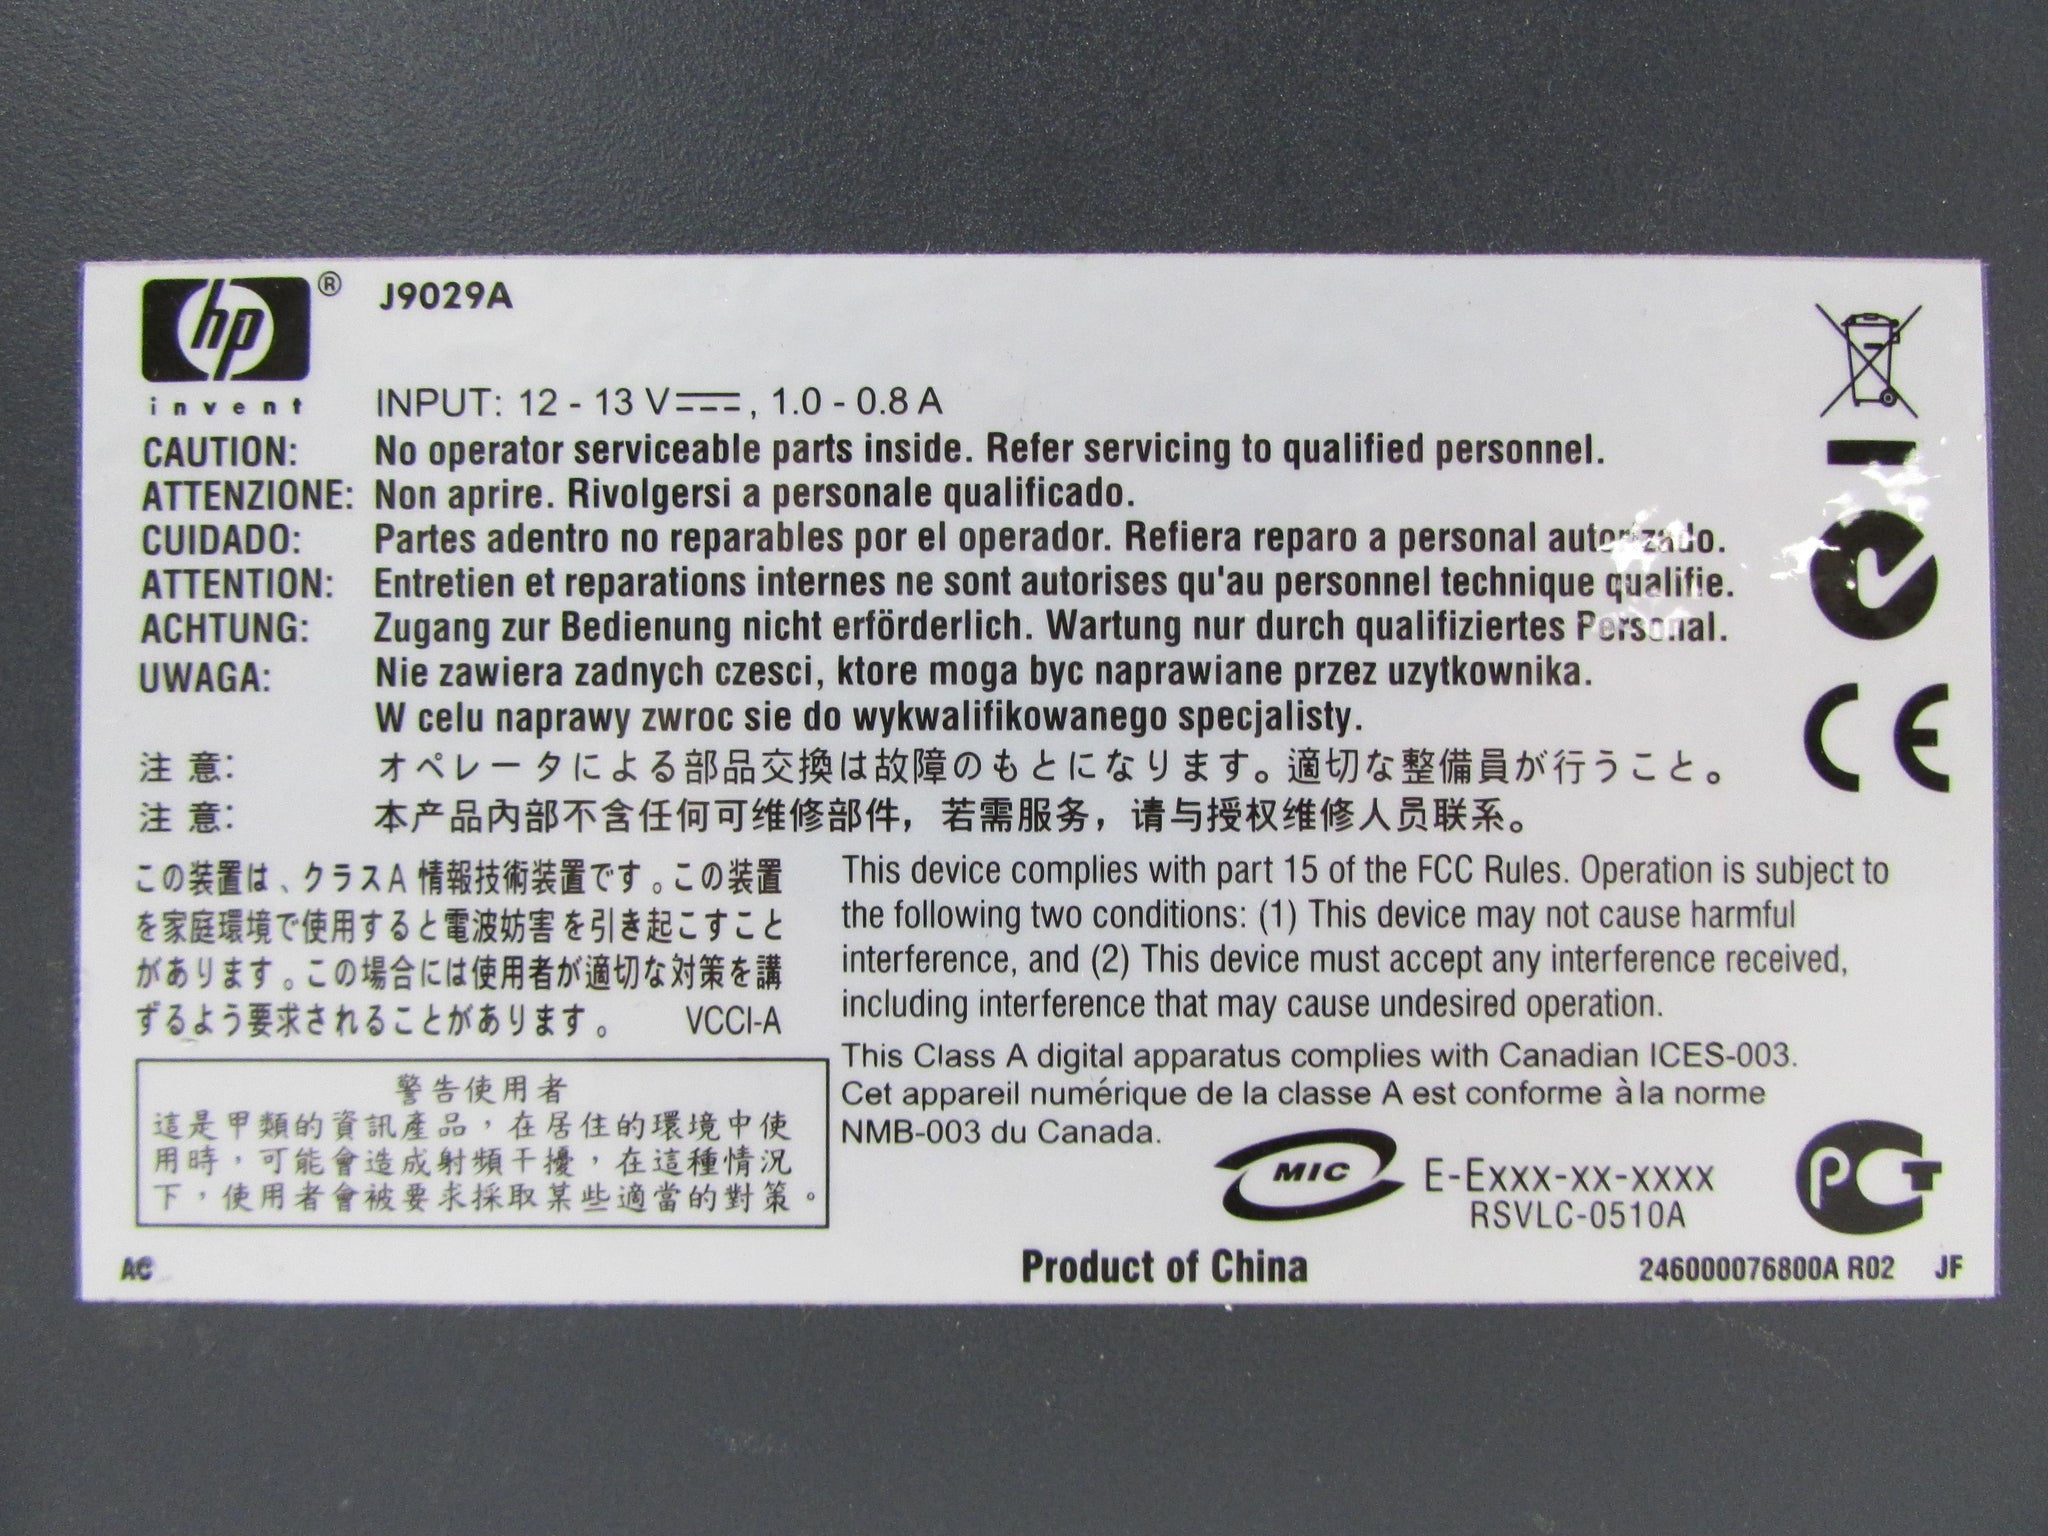 hp ®
invent
J9029A
INPUT: 12 - 13 V⎓, 1.0 - 0.8 A
CAUTION: No operator serviceable parts inside. Refer servicing to qualified personnel.
ATTENZIONE: Non aprire. Rivolgersi a personale qualificado.
CUIDADO: Partes adentro no reparables por el operador. Refiera reparo a personal autorizado.
ATTENTION: Entretien et reparations internes ne sont autorises qu'au personnel technique qualifie.
ACHTUNG: Zugang zur Bedienung nicht erförderlich. Wartung nur durch qualifiziertes Personal.
UWAGA: Nie zawiera zadnych czesci, ktore moga byc naprawiane przez uzytkownika.
W celu naprawy zwroc sie do wykwalifikowanego specjalisty.
注 意: オペレータによる部品交換は故障のもとになります。適切な整備員が行うこと。
注 意: 本产品内部不含任何可维修部件，若需服务，请与授权维修人员联系。
この装置は、クラスA 情報技術装置です。この装置
を家庭環境で使用すると電波妨害を引き起こすこと
があります。この場合には使用者が適切な対策を講
ずるよう要求されることがあります。 VCCI-A
This device complies with part 15 of the FCC Rules. Operation is subject to
the following two conditions: (1) This device may not cause harmful
interference, and (2) This device must accept any interference received,
including interference that may cause undesired operation.
This Class A digital apparatus complies with Canadian ICES-003.
Cet appareil numérique de la classe A est conforme à la norme
NMB-003 du Canada.
警告使用者
這是甲類的資訊產品，在居住的環境中使
用時，可能會造成射頻干擾，在這種情況
下，使用者會被要求採取某些適當的對策。
MIC
E-EXXX-XX-XXXX
RSVLC-0510A
CE
PCT
AC
Product of China
246000076800A R02 JF